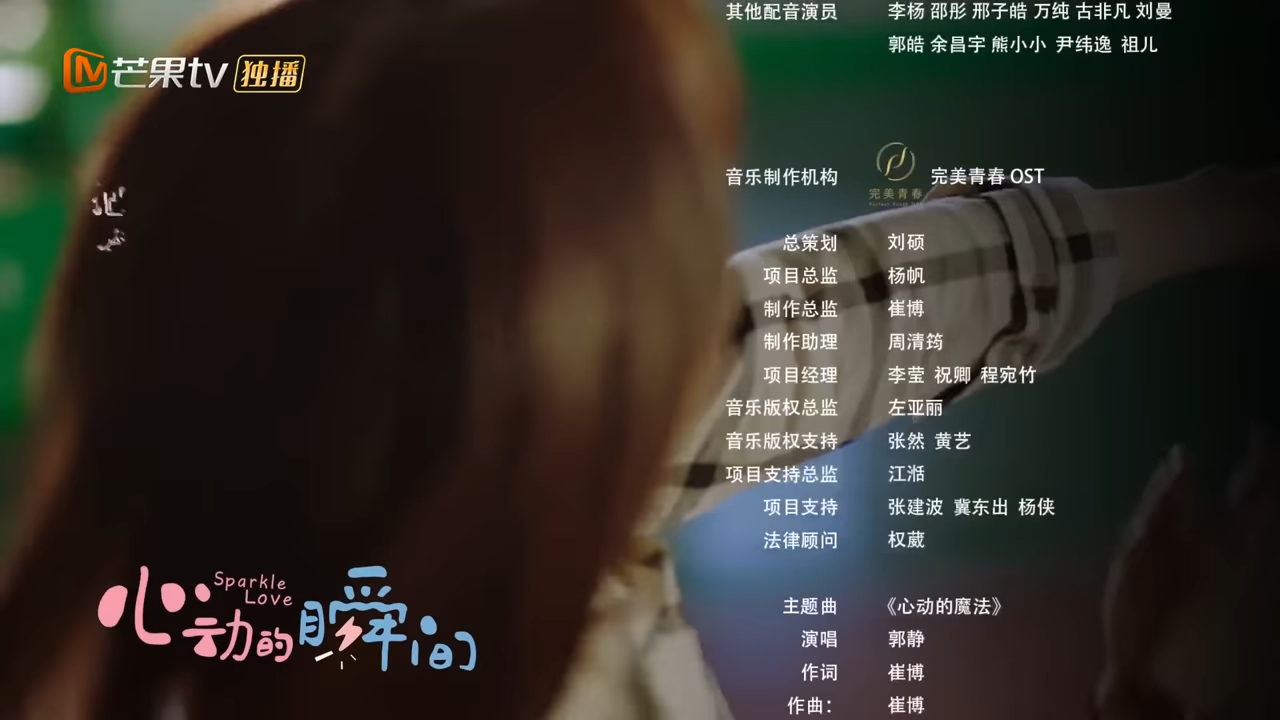 其他配音演员 李杨 邵彤 邢子皓 万纯 古非凡 刘曼
郭皓 余昌宇 熊小小 尹纬逸 祖儿
芒果tv 独播
音乐制作机构 完美青春 完美青春 OST
总策划 刘硕
项目总监 杨帆
制作总监 崔博
制作助理 周清筠
项目经理 李莹 祝卿 程宛竹
音乐版权总监 左亚丽
音乐版权支持 张然 黄艺
项目支持总监 江湉
项目支持 张建波 冀东出 杨侠
法律顾问 权葳
主题曲 《心动的魔法》
演唱 郭静
作词 崔博
作曲： 崔博
Sparkle
Love
心动的瞬间